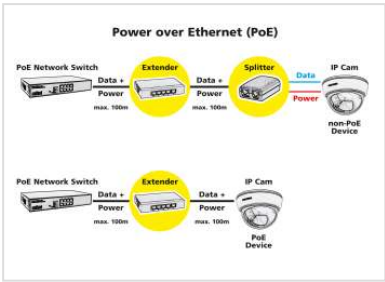 Power over Ethernet (PoE)
PoE Network Switch
Extender
Splitter
IP Cam
Data +
Power
max. 100m
Data +
Power
max. 100m
Data
Power
non-PoE
Device
PoE Network Switch
Extender
IP Cam
Data +
Power
max. 100m
Data +
Power
max. 100m
PoE
Device